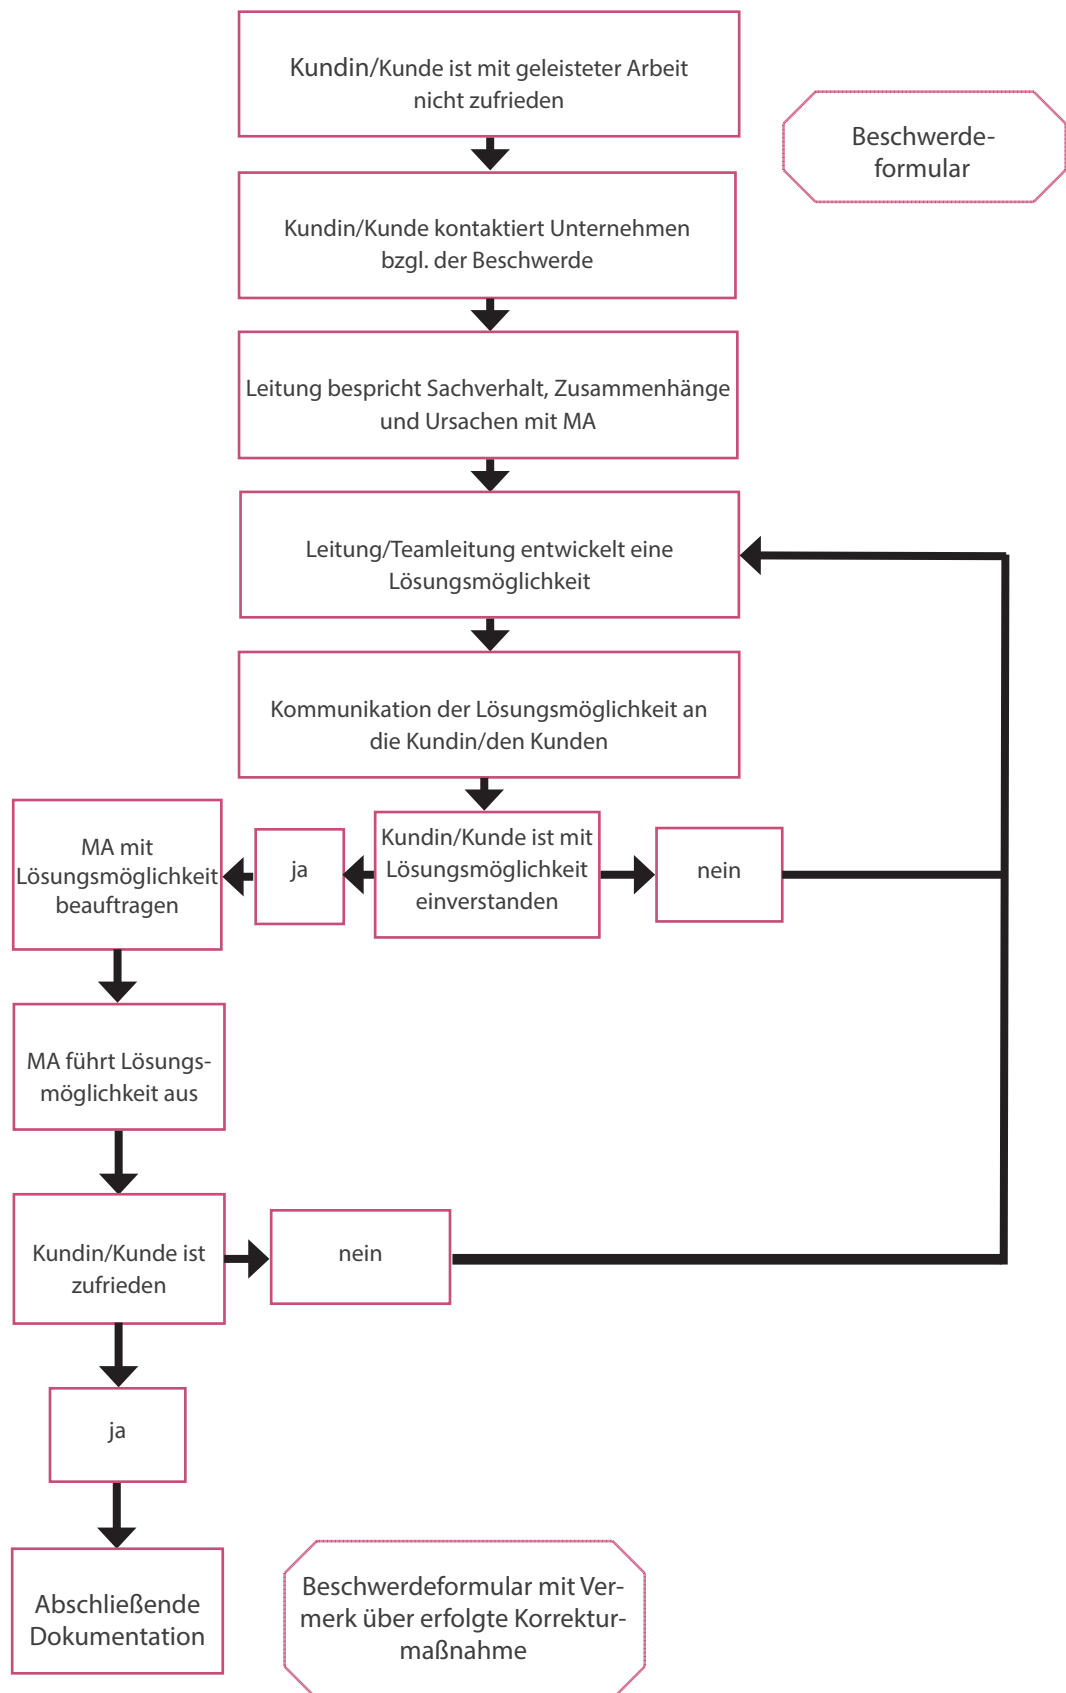 Kundin/Kunde ist mit geleisteter Arbeit
nicht zufrieden
Beschwerde-
formular
Kundin/Kunde kontaktiert Unternehmen
bzgl. der Beschwerde
Leitung bespricht Sachverhalt, Zusammenhänge
und Ursachen mit MA
Leitung/Teamleitung entwickelt eine
Lösungsmöglichkeit
Kommunikation der Lösungsmöglichkeit an
die Kundin/den Kunden
MA mit
Lösungsmöglichkeit
beauftragen
ja
Kundin/Kunde ist mit
Lösungsmöglichkeit
einverstanden
nein
MA führt Lösungs-
möglichkeit aus
Kundin/Kunde ist
zufrieden
nein
ja
Abschließende
Dokumentation
Beschwerdeformular mit Ver-
merk über erfolgte Korrektur-
maßnahme